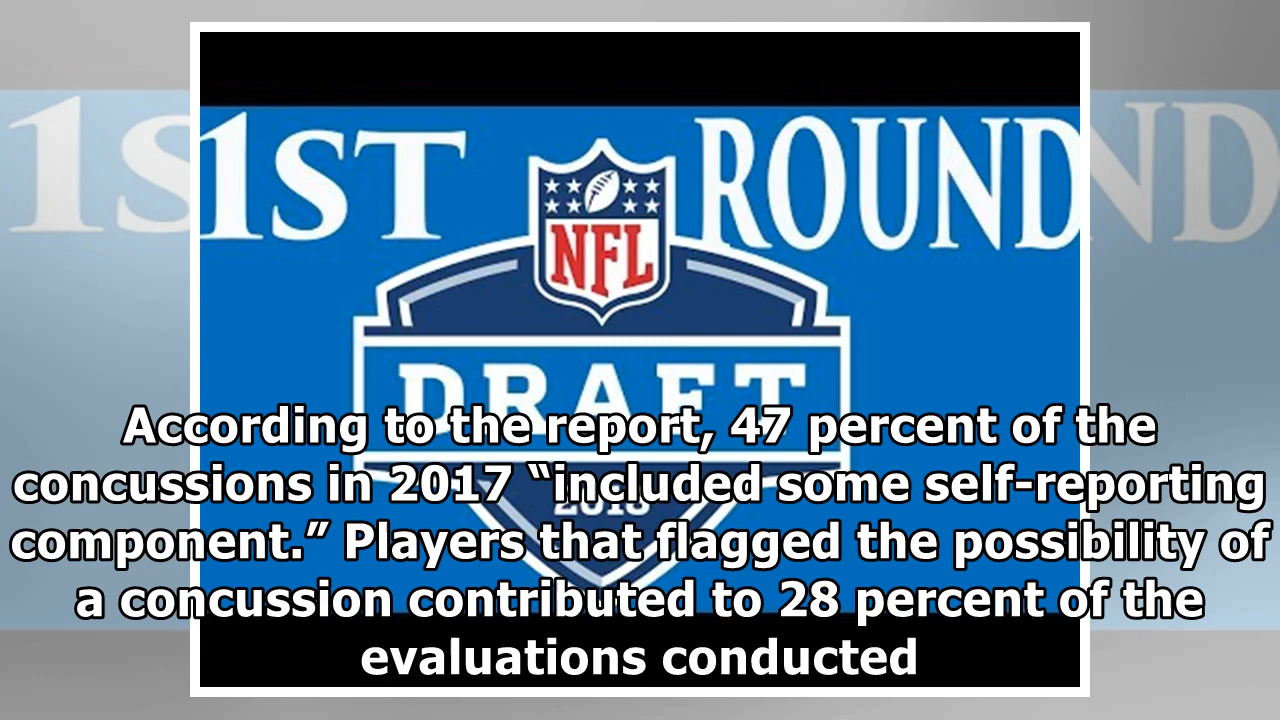 1ST ROUND
NFL
DRAFT
According to the report, 47 percent of the
concussions in 2017 “included some self-reporting
component.” Players that flagged the possibility of
a concussion contributed to 28 percent of the
evaluations conducted